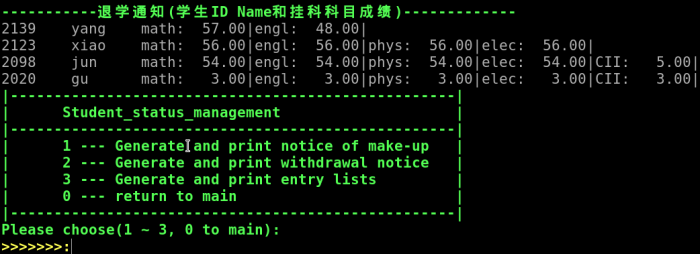 -----------退学通知(学生ID Name和挂科科目成绩)-------------
2139    yang    math:  57.00|engl:  48.00|
2123    xiao    math:  56.00|engl:  56.00|phys:  56.00|elec:  56.00|
2098    jun     math:  54.00|engl:  54.00|phys:  54.00|elec:  54.00|CII:   5.00|
2020    gu      math:   3.00|engl:   3.00|phys:   3.00|elec:   3.00|CII:   3.00|
|--------------------------------------------------|
|      Student_status_management                    |
|--------------------------------------------------|
|      1 --- Generate and print notice of make-up   |
|      2 --- Generate and print withdrawal notice   |
|      3 --- Generate and print entry lists         |
|      0 --- return to main                         |
|--------------------------------------------------|
Please choose(1 ~ 3, 0 to main):
>>>>>>>: